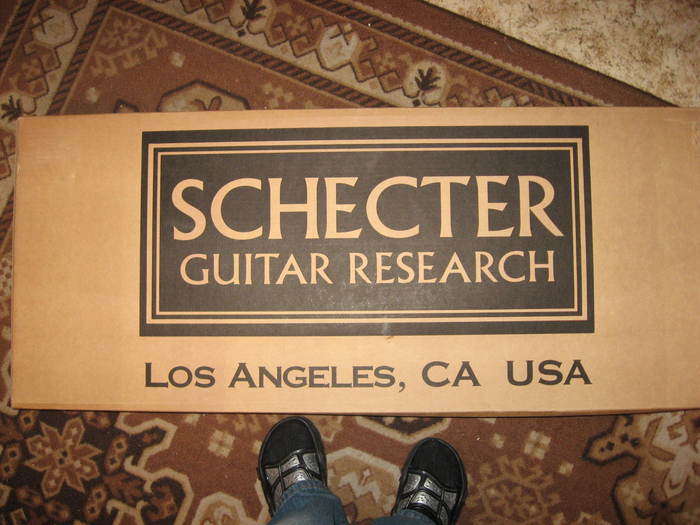 SCHECTER
GUITAR RESEARCH
LOS ANGELES, CA USA